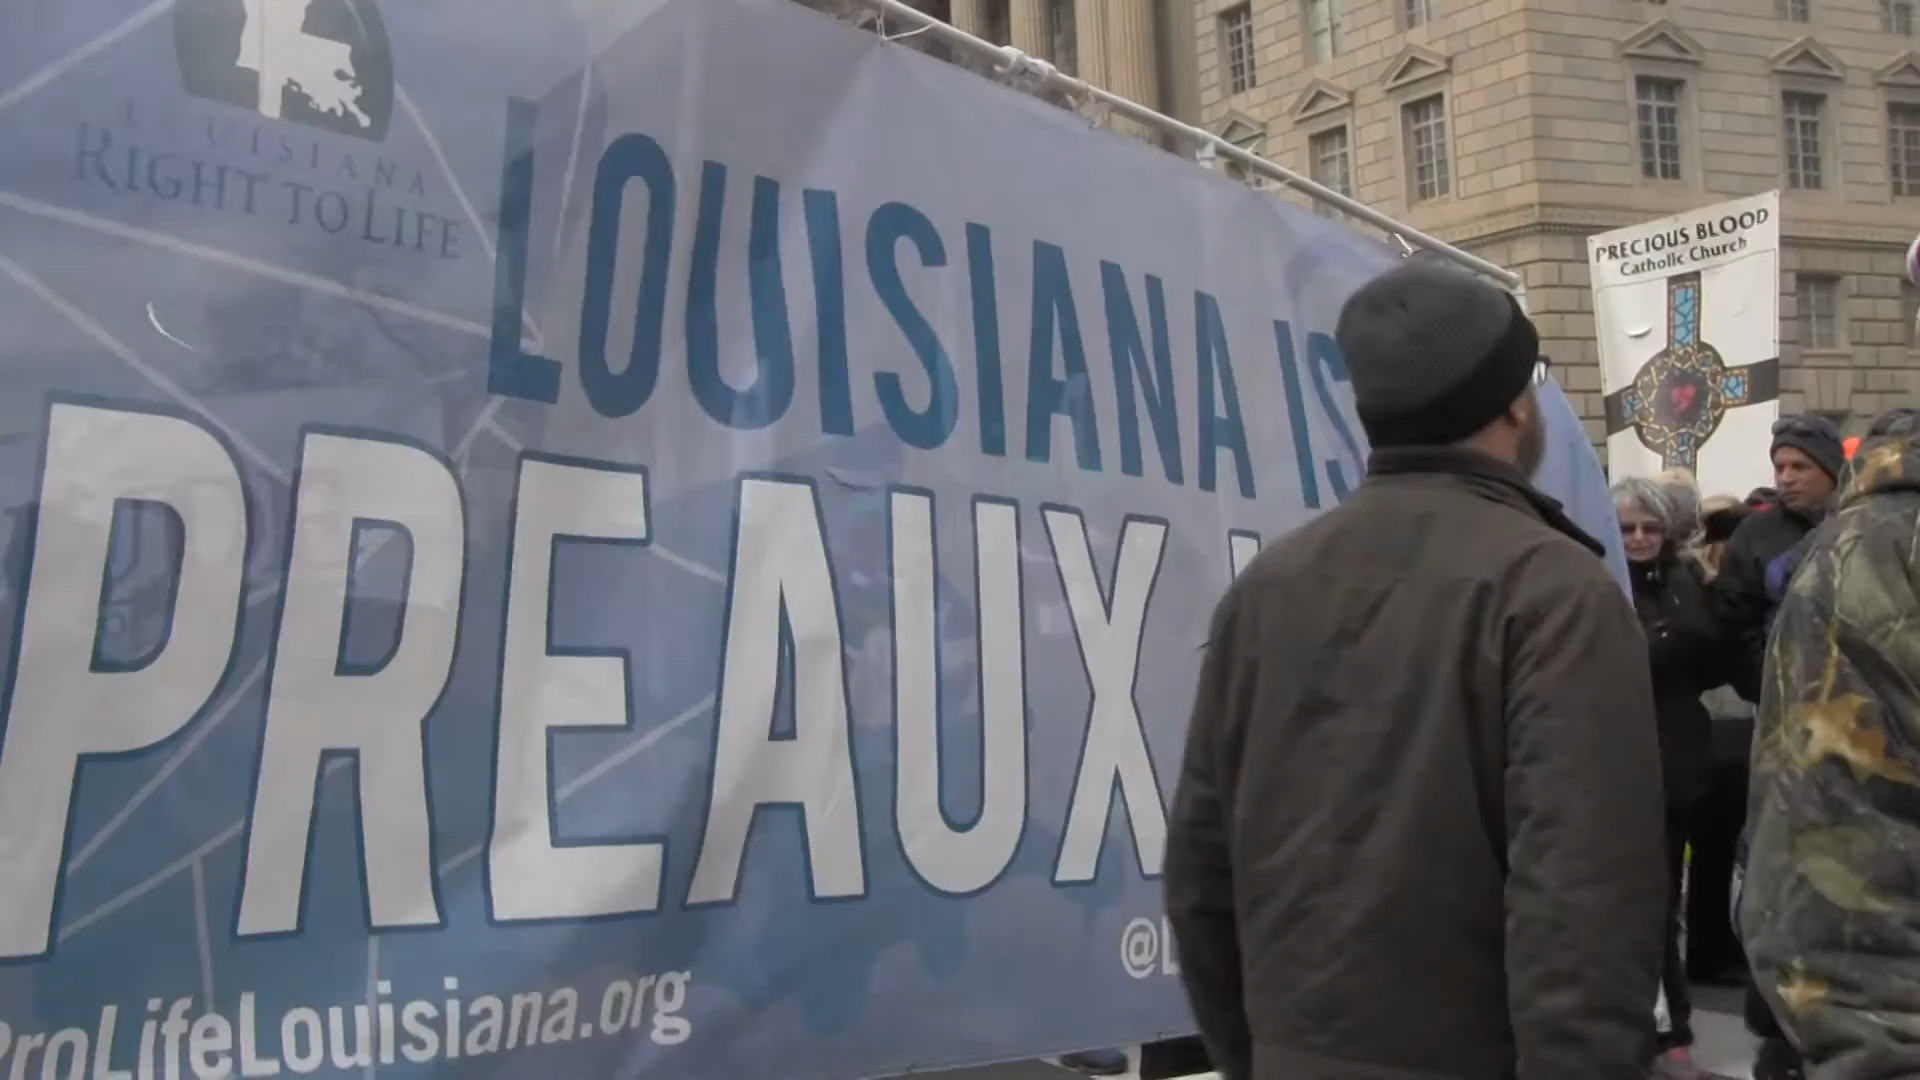 LOUISIANA
RIGHT TO LIFE
LOUISIANA IS
PREAUX
ProLifeLouisiana.org
PRECIOUS BLOOD
Catholic Church